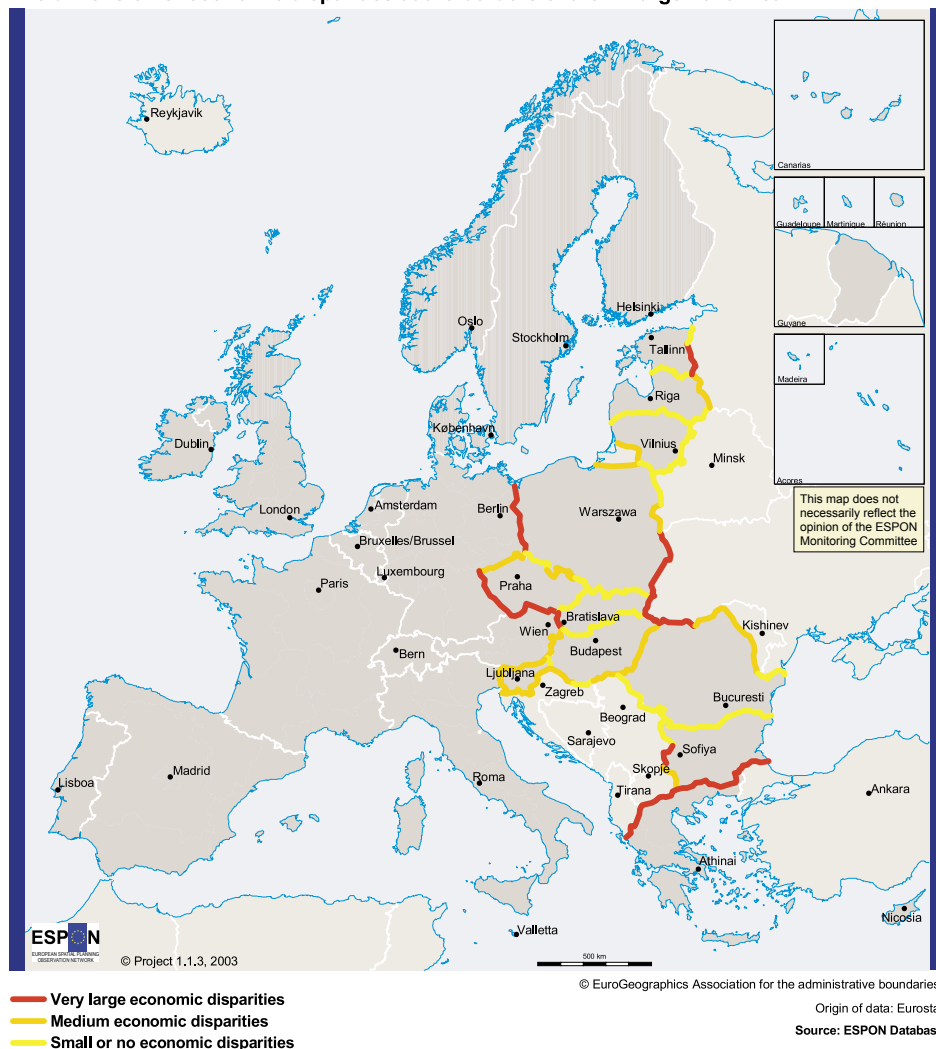 Reykjavik
Canarias
Guadeloupe
Martinique
Réunion
Guyane
Madeira
Acores
Helsinki
Oslo
Tallinn
Stockholm
Riga
København
Vilnius
Dublin
Minsk
This map does not
necessarily reflect the
opinion of the ESPON
Monitoring Committee
London
Amsterdam
Berlin
Warszawa
Bruxelles/Brussel
Luxembourg
Praha
Paris
Bratislava
Wien
Kishinev
Budapest
Bern
Ljubljana
Zagreb
Bucuresti
Beograd
Sarajevo
Sofiya
Skopje
Madrid
Lisboa
Roma
Tirana
Ankara
Athinai
Nicosia
Valletta
ESPON
EUROPEAN SPATIAL PLANNING
OBSERVATION NETWORK
© Project 1.1.3, 2003
500 km
© EuroGeographics Association for the administrative boundaries
Very large economic disparities
Origin of data: Eurosta
Medium economic disparities
Source: ESPON Databas
Small or no economic disparities